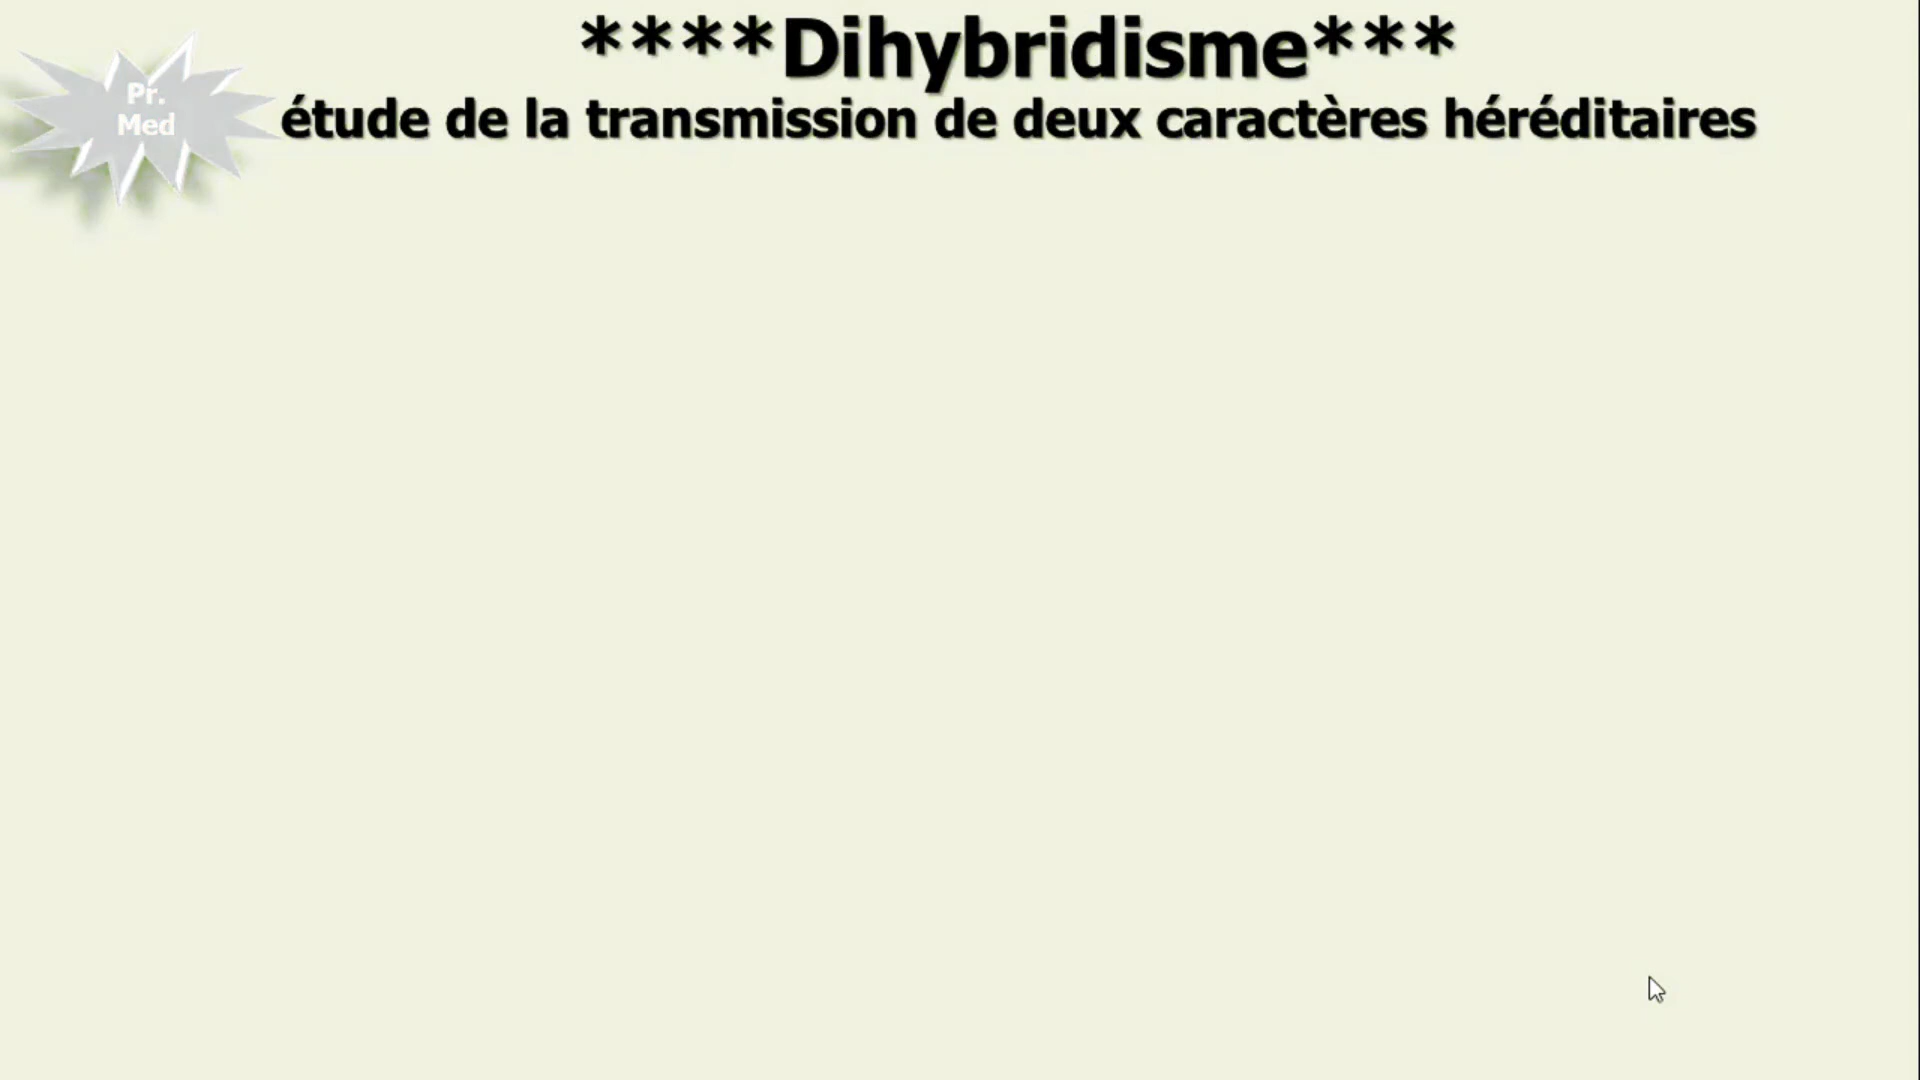 ****Dihybridisme***
étude de la transmission de deux caractères héréditaires
Pr.
Med